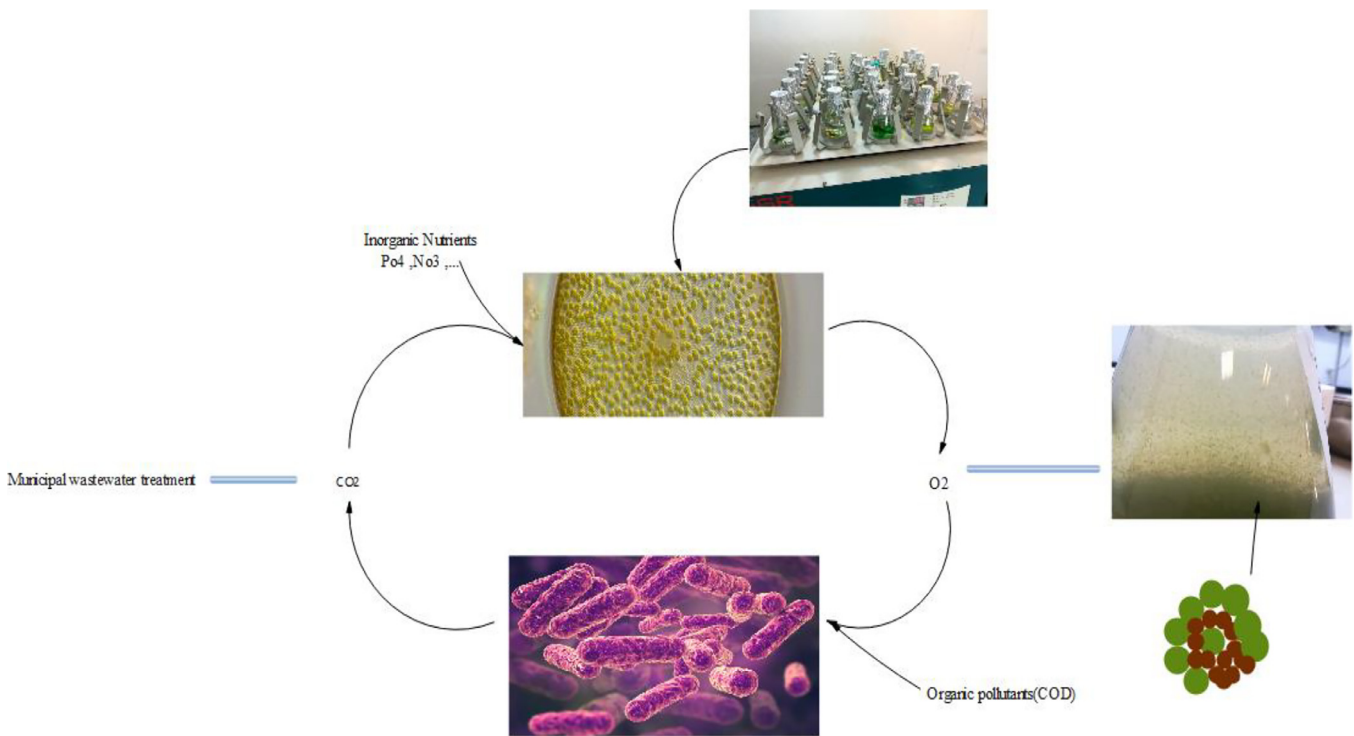 Inorganic Nutrients
Po4 ,No3 ,...
Municipal wastewater treatment
CO2
O2
Organic pollutants(COD)